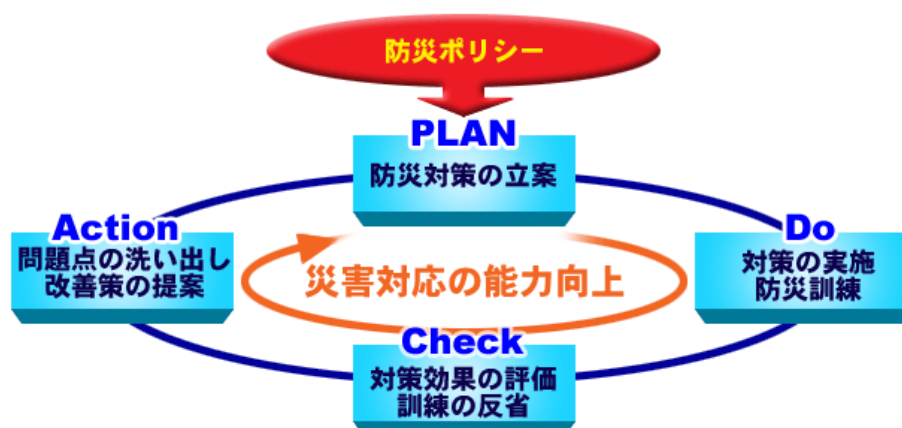 防災ポリシー
PLAN
防災対策の立案
Action
問題点の洗い出し
改善策の提案
Do
対策の実施
防災訓練
災害対応の能力向上
Check
対策効果の評価
訓練の反省